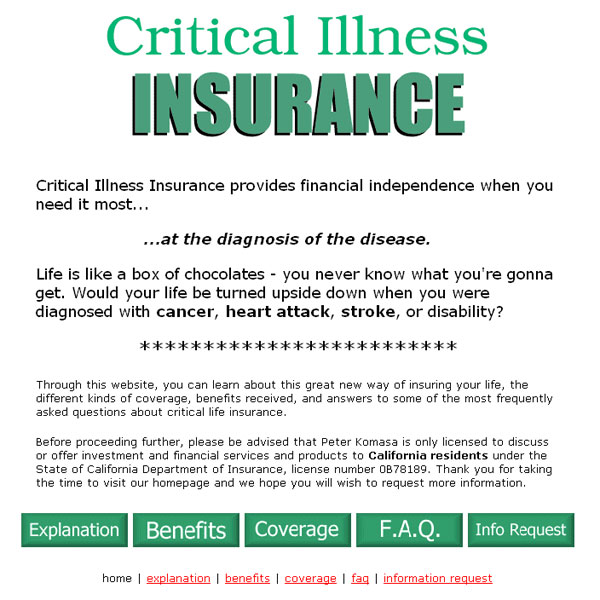 Critical Illness
INSURANCE
Critical Illness Insurance provides financial independence when you
need it most...
...at the diagnosis of the disease.
Life is like a box of chocolates - you never know what you're gonna
get. Would your life be turned upside down when you were
diagnosed with cancer, heart attack, stroke, or disability?
*************************
Through this website, you can learn about this great new way of insuring your life, the
different kinds of coverage, benefits received, and answers to some of the most frequently
asked questions about critical life insurance.
Before proceeding further, please be advised that Peter Komasa is only licensed to discuss
or offer investment and financial services and products to California residents under the
State of California Department of Insurance, license number 0B78189. Thank you for taking
the time to visit our homepage and we hope you will wish to request more information.
Explanation Benefits Coverage F.A.Q. Info Request
home | explanation | benefits | coverage | faq | information request